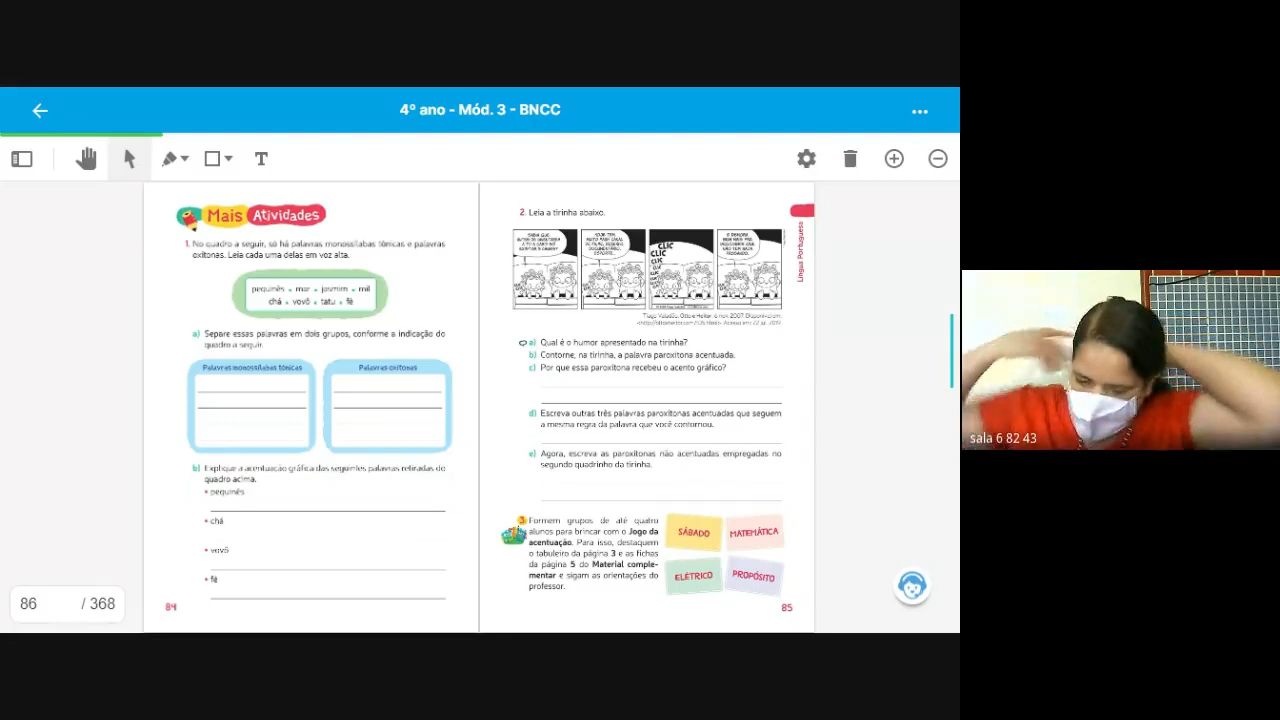 4º ano - Mód. 3 - BNCC
Mais Atividades
1. No quadro a seguir, só há palavras monossílabas tônicas e palavras
oxítonas. Leia cada uma delas em voz alta.
pequinês • mar • jasmim • mil
chá • vovô • tatu • fé
a) Separe essas palavras em dois grupos, conforme a indicação do
quadro a seguir.
Palavras monossílabas tônicas
Palavras oxítonas
b) Explique a acentuação gráfica das seguintes palavras retiradas do
quadro acima.
• pequinês
• chá
• vovô
• fé
84
2. Leia a tirinha abaixo.
CLIC
CLIC
CLIC
CLIC
a) Qual é o humor apresentado na tirinha?
b) Contorne, na tirinha, a palavra paroxítona acentuada.
c) Por que essa paroxítona recebeu o acento gráfico?
d) Escreva outras três palavras paroxítonas acentuadas que seguem
a mesma regra da palavra que você contornou.
e) Agora, escreva as paroxítonas não acentuadas empregadas no
segundo quadrinho da tirinha.
3 Formem grupos de até quatro
alunos para brincar com o Jogo da
acentuação. Para isso, destaquem
o tabuleiro da página 3 e as fichas
da página 5 do Material comple-
mentar e sigam as orientações do
professor.
SÁBADO
MATEMÁTICA
ELÉTRICO
PROPÓSITO
85
Língua Portuguesa
86 / 368
sala 6 82 43